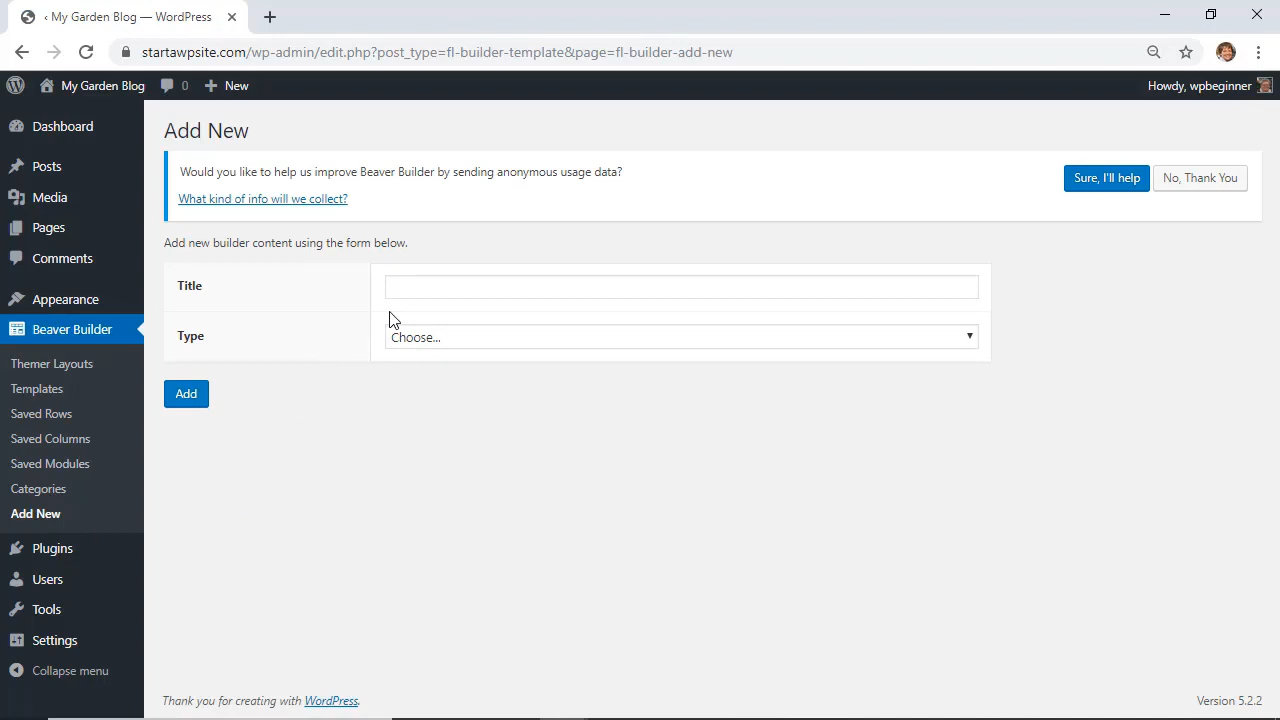 ‹ My Garden Blog — WordPress
startawpsite.com/wp-admin/edit.php?post_type=fl-builder-template&page=fl-builder-add-new
My Garden Blog 0 New Howdy, wpbeginner
Dashboard
Posts
Media
Pages
Comments
Appearance
Beaver Builder
Themer Layouts
Templates
Saved Rows
Saved Columns
Saved Modules
Categories
Add New
Plugins
Users
Tools
Settings
Collapse menu
Add New
Would you like to help us improve Beaver Builder by sending anonymous usage data?
What kind of info will we collect?
Sure, I'll help No, Thank You
Add new builder content using the form below.
Title
Type Choose...
Add
Thank you for creating with WordPress. Version 5.2.2